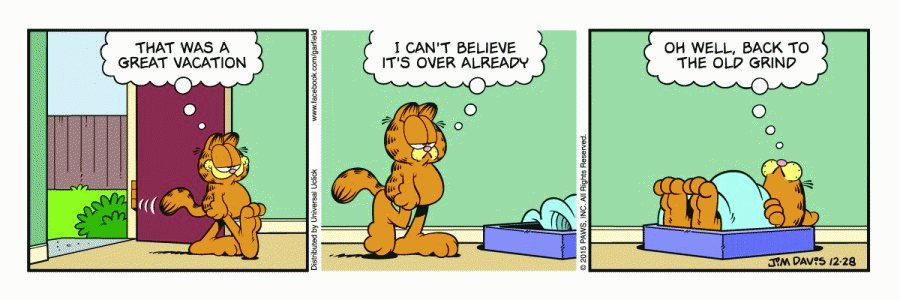 THAT WAS A
GREAT VACATION
www.facebook.com/garfield
Distributed by Universal Uclick
I CAN'T BELIEVE
IT'S OVER ALREADY
© 2015 PAWS, INC. All Rights Reserved.
OH WELL, BACK TO
THE OLD GRIND
JIM DAVIS 12-28